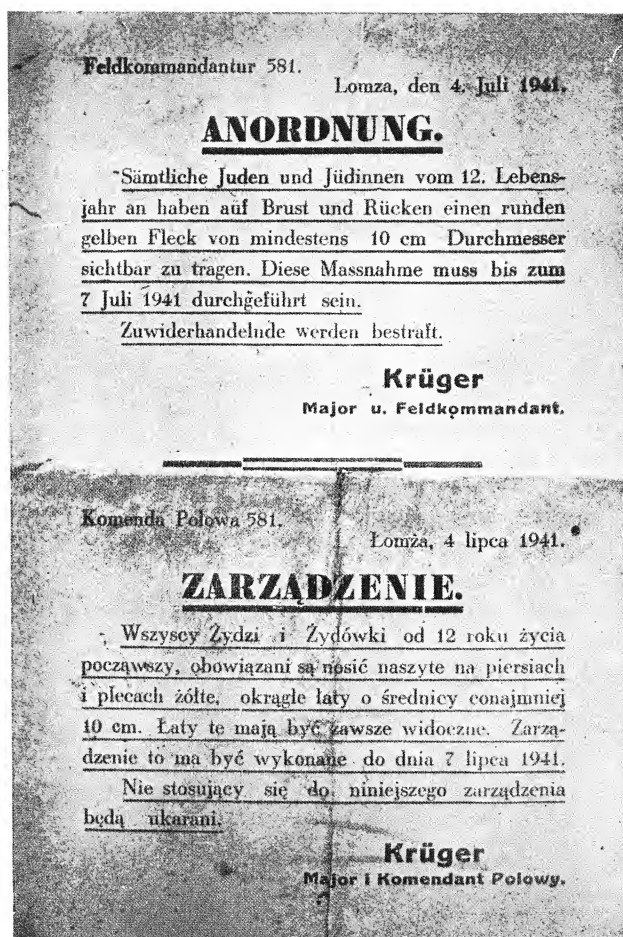 Feldkommandantur 581.
Lomza, den 4. Juli 1941.
ANORDNUNG.
Sämtliche Juden und Jüdinnen vom 12. Lebens-
jahr an haben auf Brust und Rücken einen runden
gelben Fleck von mindestens 10 cm Durchmesser
sichtbar zu tragen. Diese Massnahme muss bis zum
7 Juli 1941 durchgeführt sein.
Zuwiderhandelnde werden bestraft.
Krüger
Major u. Feldkommandant.
Komenda Polowa 581.
Łomża, 4 lipca 1941.
ZARZĄDZENIE.
Wszyscy Żydzi i Żydówki od 12 roku życia
począwszy, obowiązani są nosić naszyte na piersiach
i plecach żółte, okrągłe łaty o średnicy conajmniej
10 cm. Łaty te mają być zawsze widoczne. Zarzą-
dzenie to ma być wykonane do dnia 7 lipca 1941.
Nie stosujący się do niniejszego zarządzenia
będą ukarani.
Krüger
Major i Komendant Polowy.